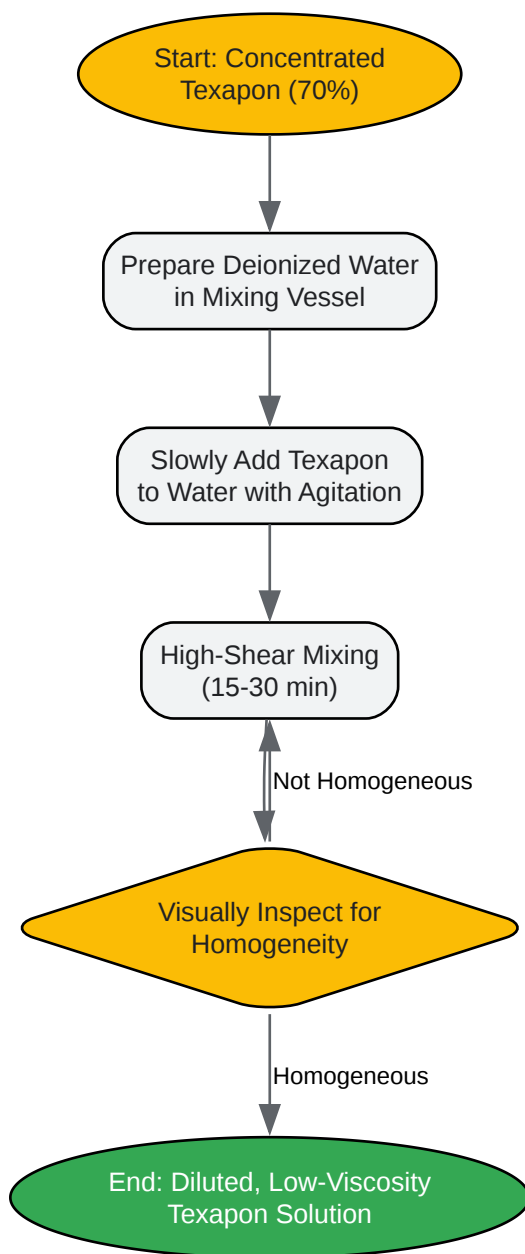 Start: Concentrated
Texapon (70%)
Prepare Deionized Water
in Mixing Vessel
Slowly Add Texapon
to Water with Agitation
High-Shear Mixing
(15-30 min)
Not Homogeneous
Visually Inspect for
Homogeneity
Homogeneous
End: Diluted, Low-Viscosity
Texapon Solution